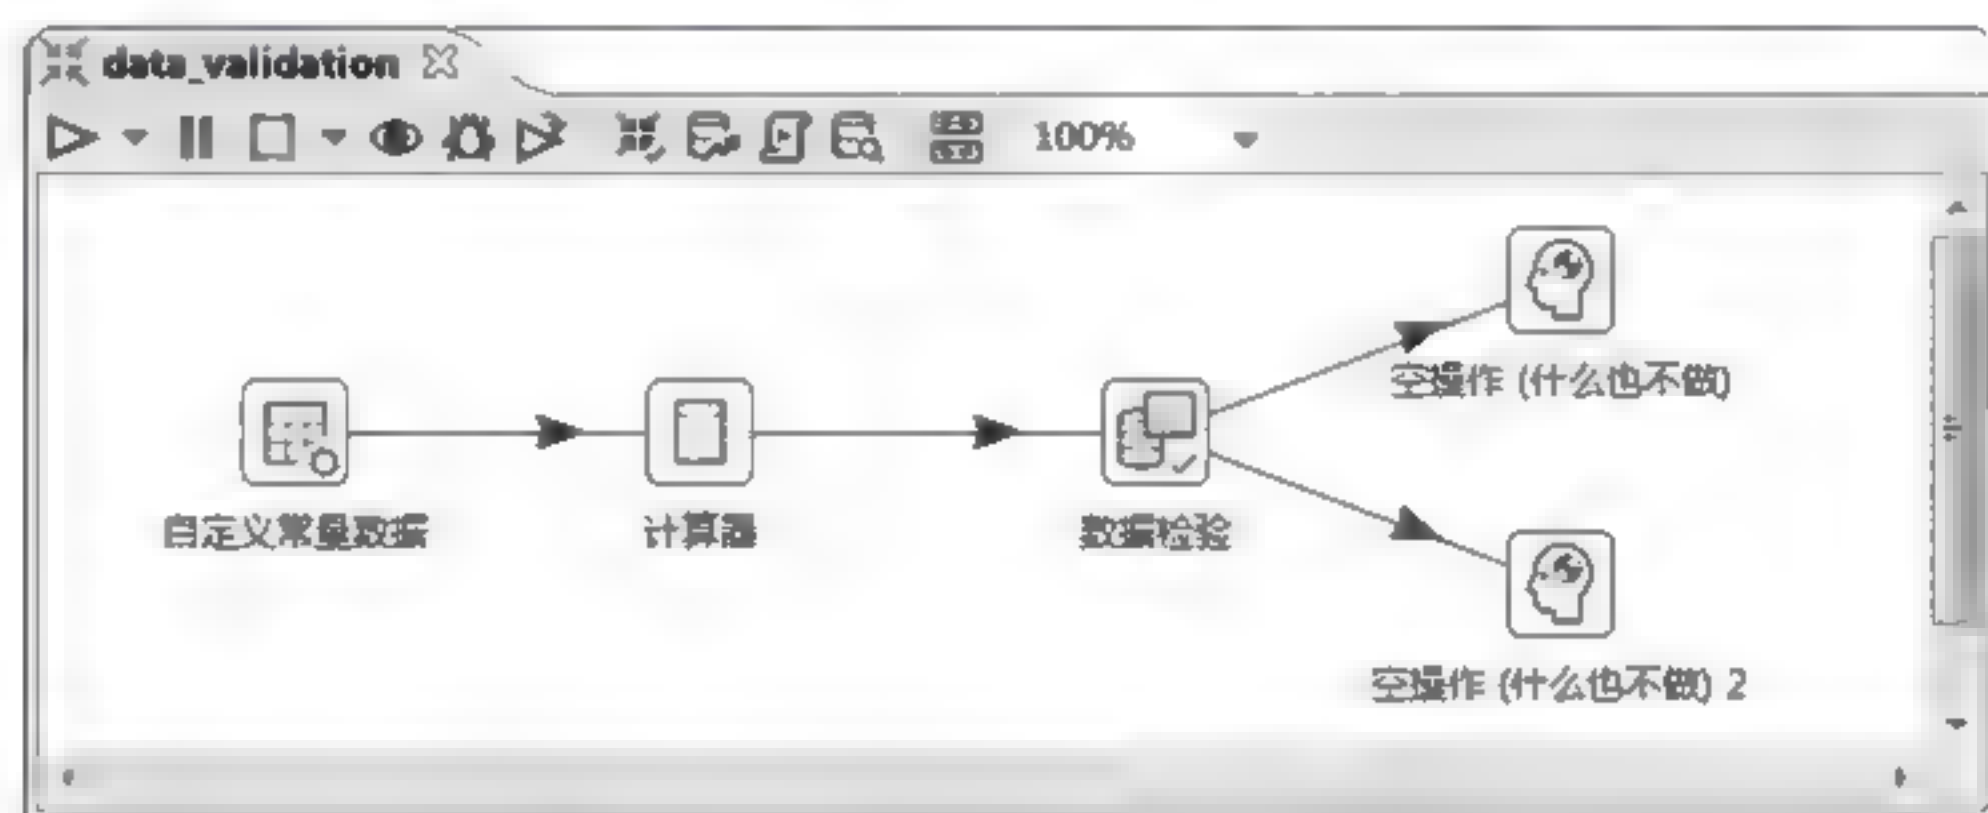 data_validation
100%
空操作 (什么也不做)
自定义常量数据
计算器
数据检验
空操作 (什么也不做) 2